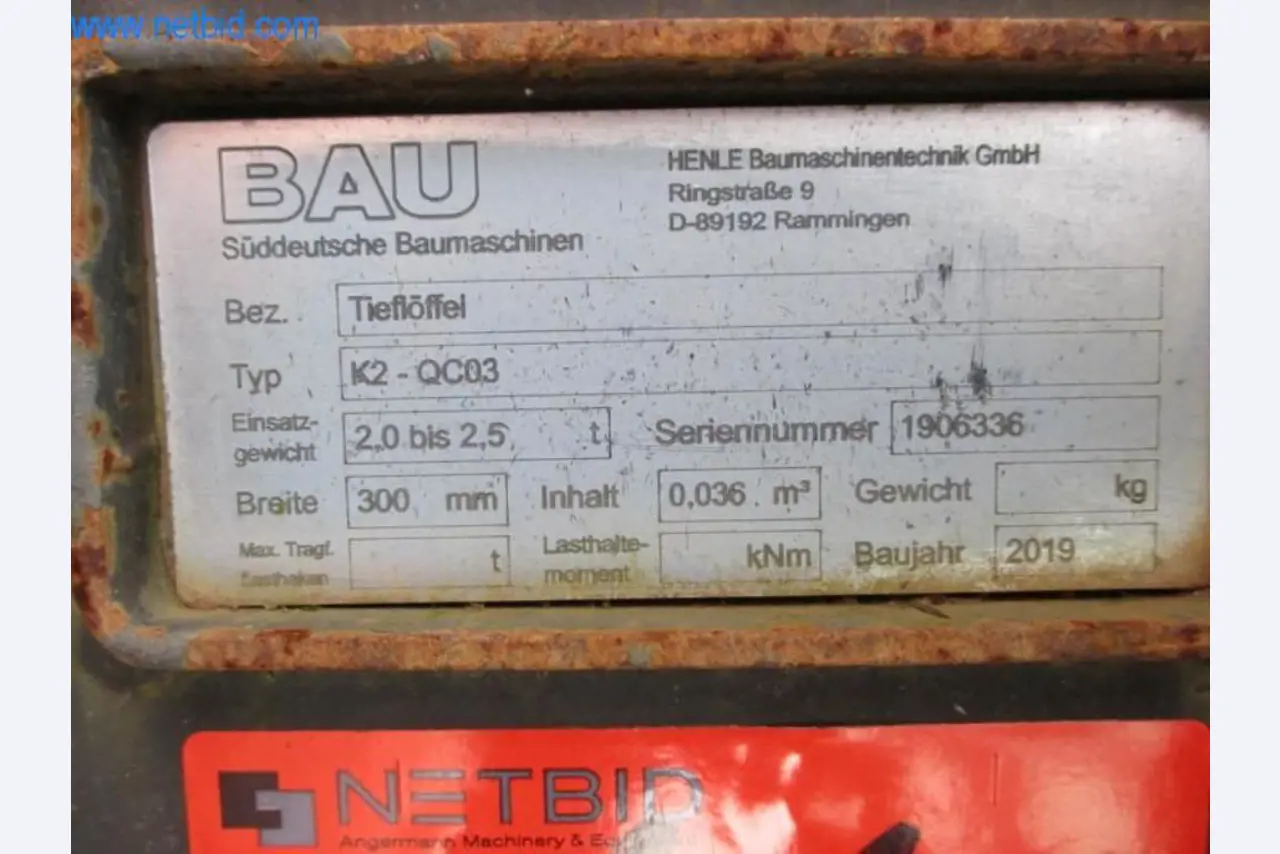 www.netbid.com
BAU
Süddeutsche Baumaschinen
HENLE Baumaschinentechnik GmbH
Ringstraße 9
D-89192 Rammingen
Bez. Tieflöffel
Typ K2 - QC03
Einsatz-
gewicht 2,0 bis 2,5 t Seriennummer 1906336
Breite 300 mm Inhalt 0,036 m³ Gewicht kg
Max. Tragf.
Lasthaken t
Lasthalte-
moment kNm Baujahr 2019
NETBID
Angermann Machinery &